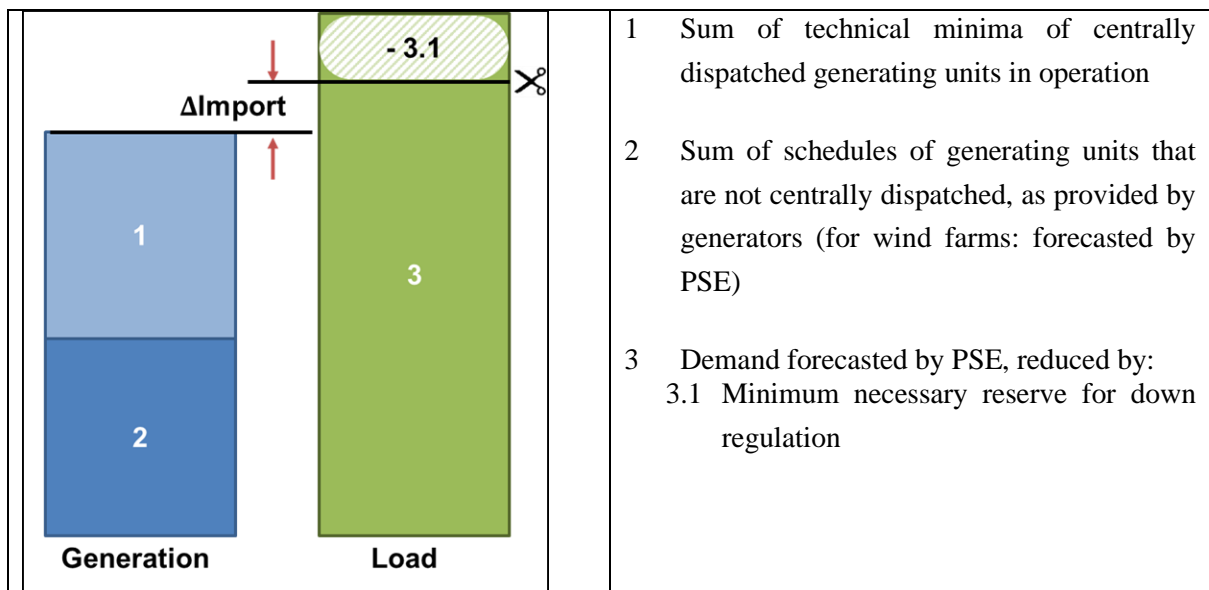 - 3.1
ΔImport
1
3
2
Generation
Load
1 Sum of technical minima of centrally
dispatched generating units in operation
2 Sum of schedules of generating units that
are not centrally dispatched, as provided by
generators (for wind farms: forecasted by
PSE)
3 Demand forecasted by PSE, reduced by:
3.1 Minimum necessary reserve for down
regulation